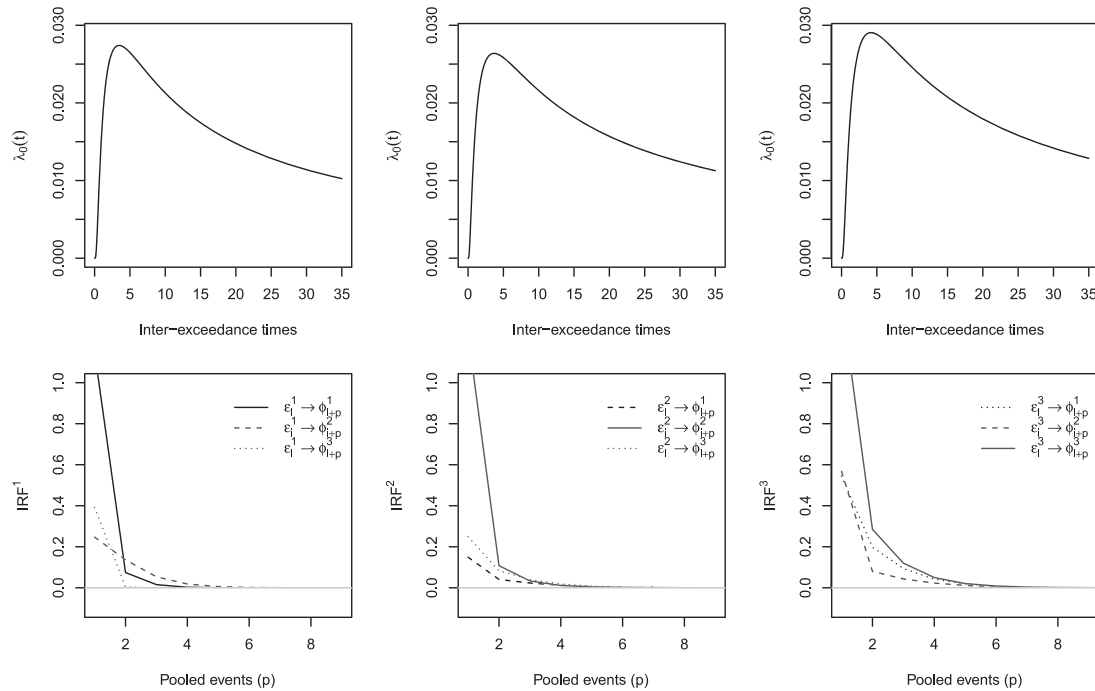 0.000 0.010 0.020 0.030
λ₀(t)
0 5 10 15 20 25 30 35
Inter−exceedance times
0.000 0.010 0.020 0.030
λ₀(t)
0 5 10 15 20 25 30 35
Inter−exceedance times
0.000 0.010 0.020 0.030
λ₀(t)
0 5 10 15 20 25 30 35
Inter−exceedance times
0.0 0.2 0.4 0.6 0.8 1.0
IRF¹
ε¹ᵢ → φ¹ᵢ₊ₚ
ε¹ᵢ → φ²ᵢ₊ₚ
ε¹ᵢ → φ³ᵢ₊ₚ
2 4 6 8
Pooled events (p)
0.0 0.2 0.4 0.6 0.8 1.0
IRF²
ε²ᵢ → φ¹ᵢ₊ₚ
ε²ᵢ → φ²ᵢ₊ₚ
ε²ᵢ → φ³ᵢ₊ₚ
2 4 6 8
Pooled events (p)
0.0 0.2 0.4 0.6 0.8 1.0
IRF³
ε³ᵢ → φ¹ᵢ₊ₚ
ε³ᵢ → φ²ᵢ₊ₚ
ε³ᵢ → φ³ᵢ₊ₚ
2 4 6 8
Pooled events (p)